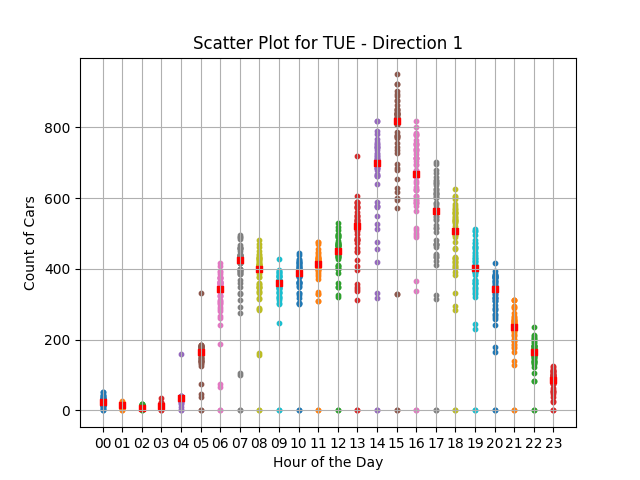 Scatter Plot for TUE - Direction 1
800
600
400
200
0
Count of Cars
00 01 02 03 04 05 06 07 08 09 10 11 12 13 14 15 16 17 18 19 20 21 22 23
Hour of the Day